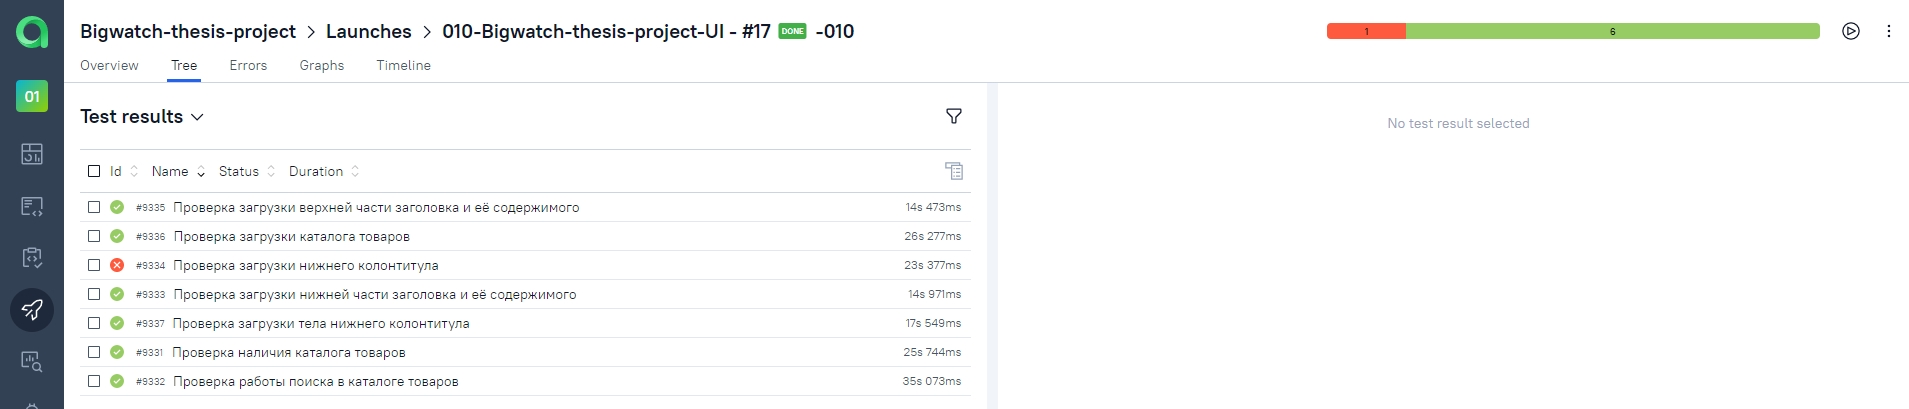 Bigwatch-thesis-project > Launches > 010-Bigwatch-thesis-project-UI - #17 DONE -010
1 6
Overview Tree Errors Graphs Timeline
01
Test results
No test result selected
Id Name Status Duration
#9335 Проверка загрузки верхней части заголовка и её содержимого 14s 473ms
#9336 Проверка загрузки каталога товаров 26s 277ms
#9334 Проверка загрузки нижнего колонтитула 23s 377ms
#9333 Проверка загрузки нижней части заголовка и её содержимого 14s 971ms
#9337 Проверка загрузки тела нижнего колонтитула 17s 549ms
#9331 Проверка наличия каталога товаров 25s 744ms
#9332 Проверка работы поиска в каталоге товаров 35s 073ms